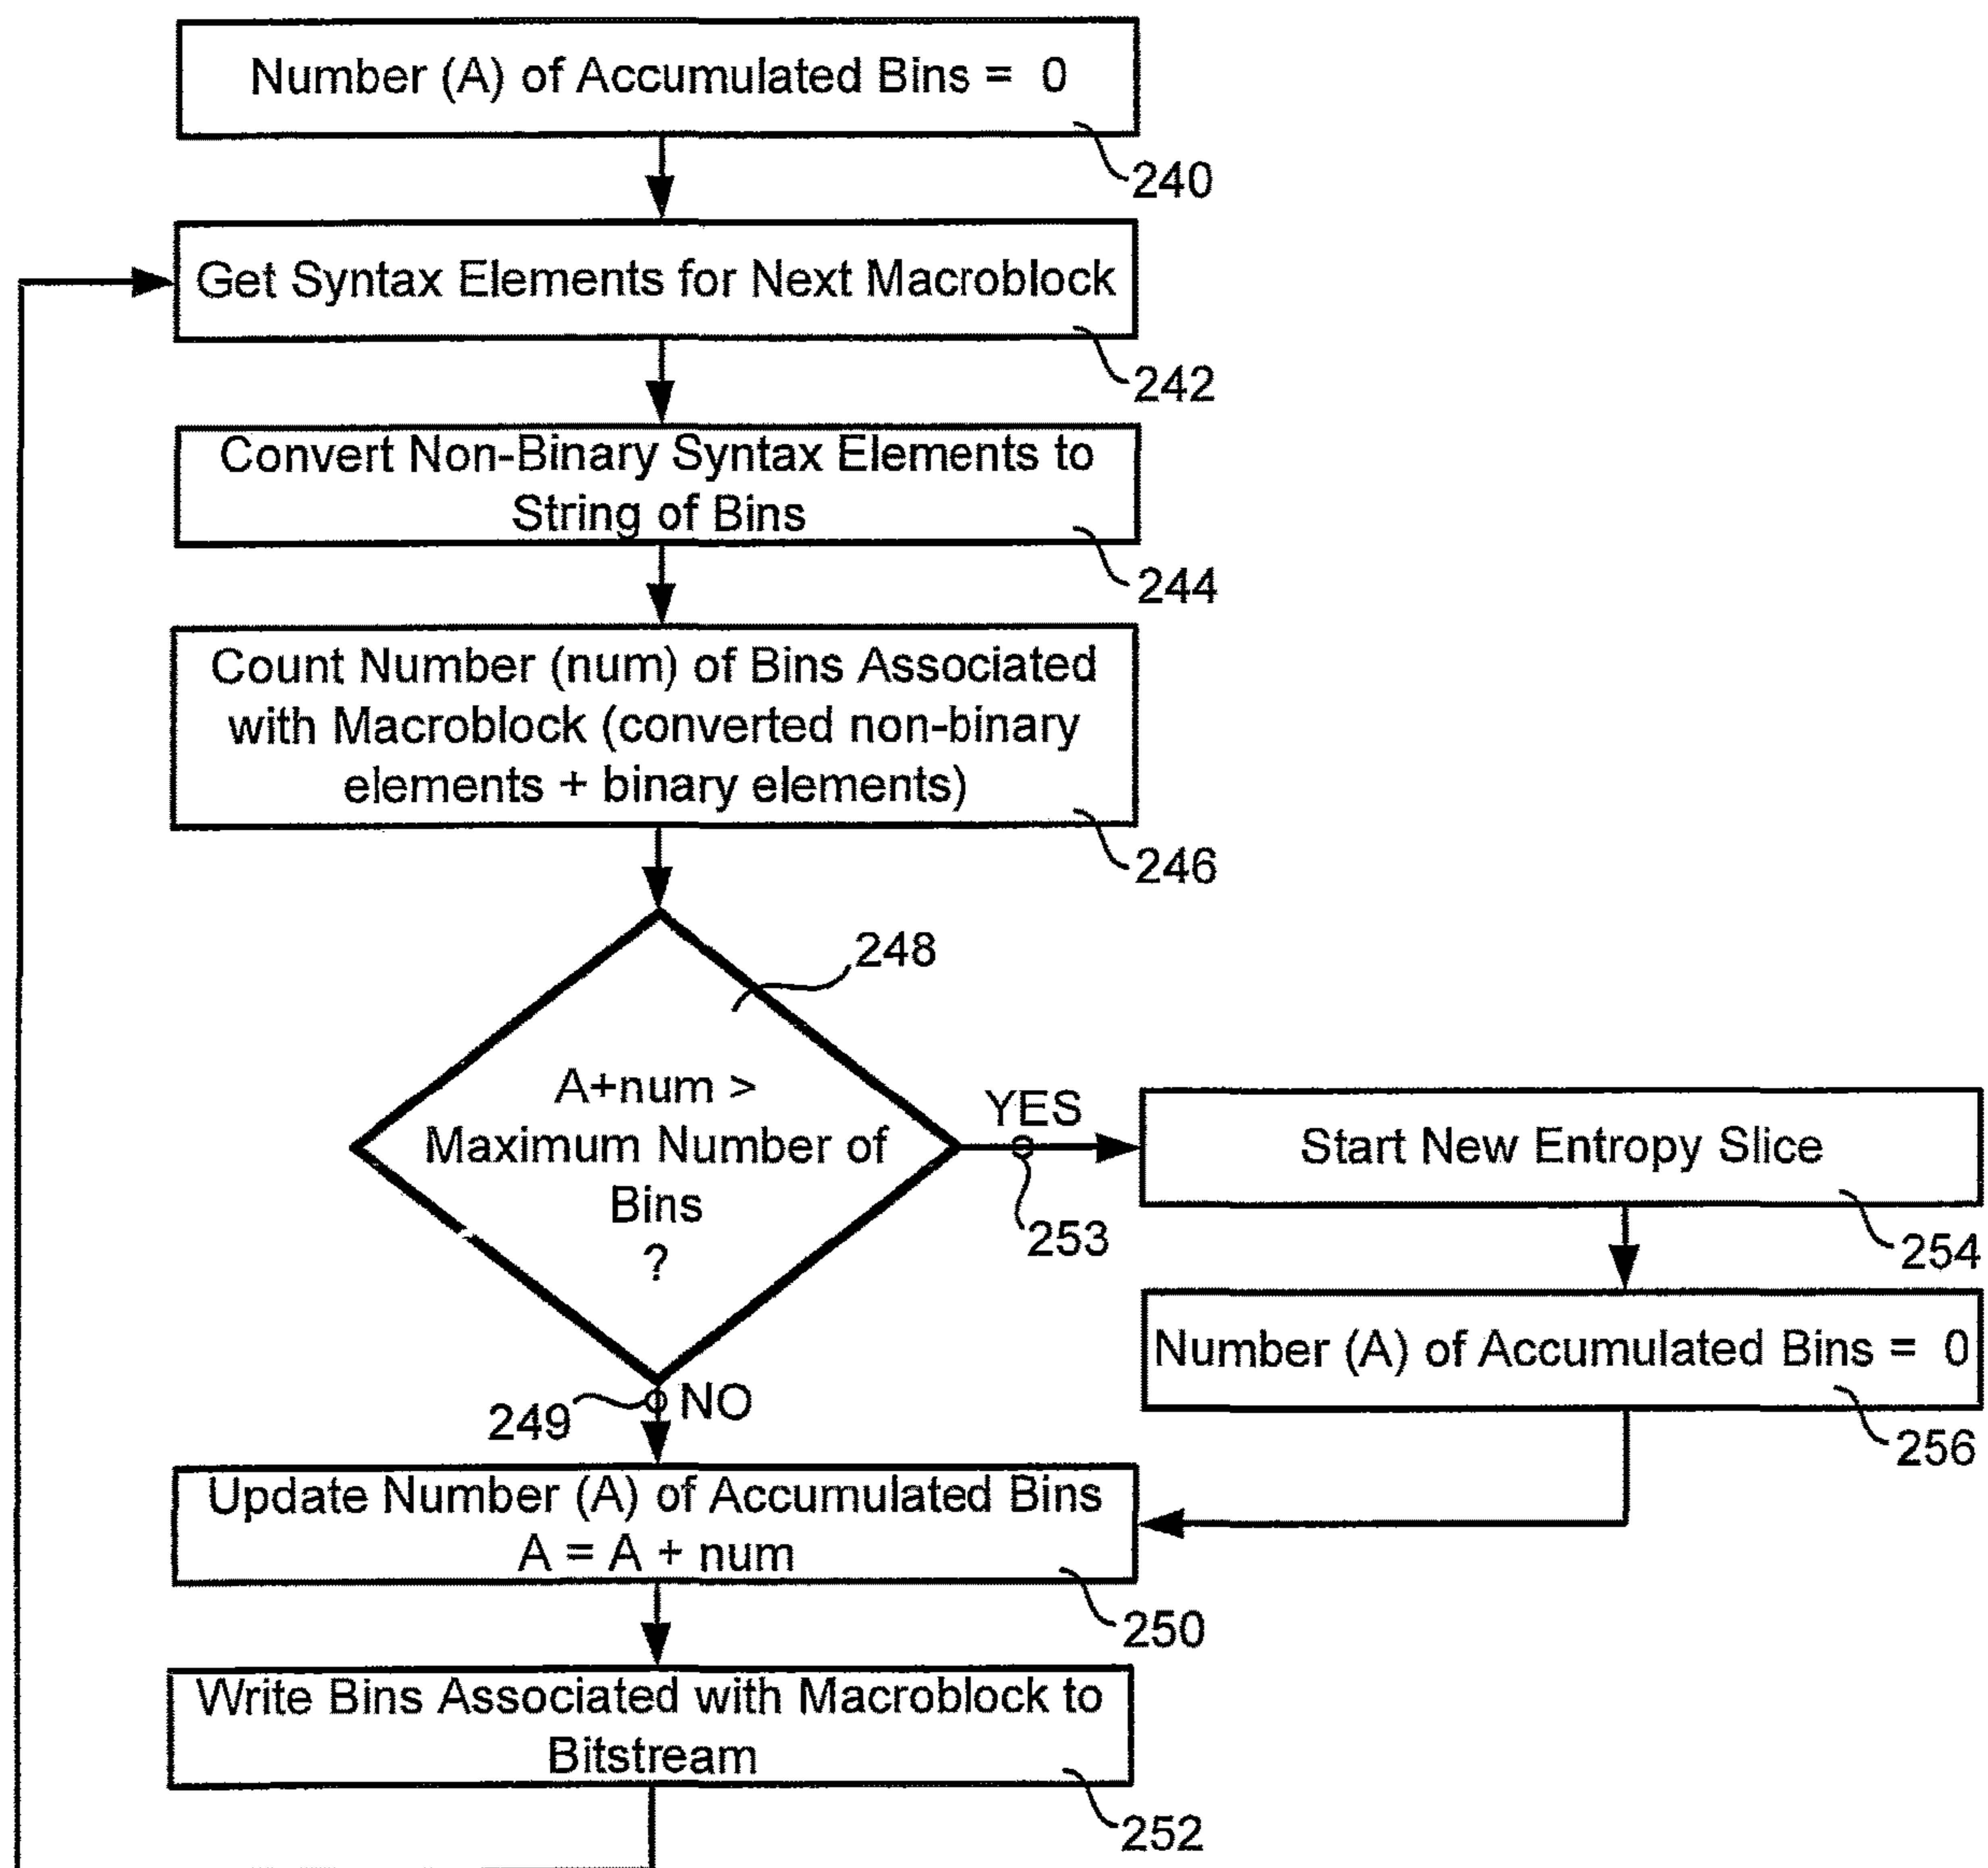 Number (A) of Accumulated Bins = 0
240
Get Syntax Elements for Next Macroblock
242
Convert Non-Binary Syntax Elements to
String of Bins
244
Count Number (num) of Bins Associated
with Macroblock (converted non-binary
elements + binary elements)
246
248
A+num >
Maximum Number of
Bins
?
YES
253
Start New Entropy Slice
254
Number (A) of Accumulated Bins = 0
256
249
NO
Update Number (A) of Accumulated Bins
A = A + num
250
Write Bins Associated with Macroblock to
Bitstream
252